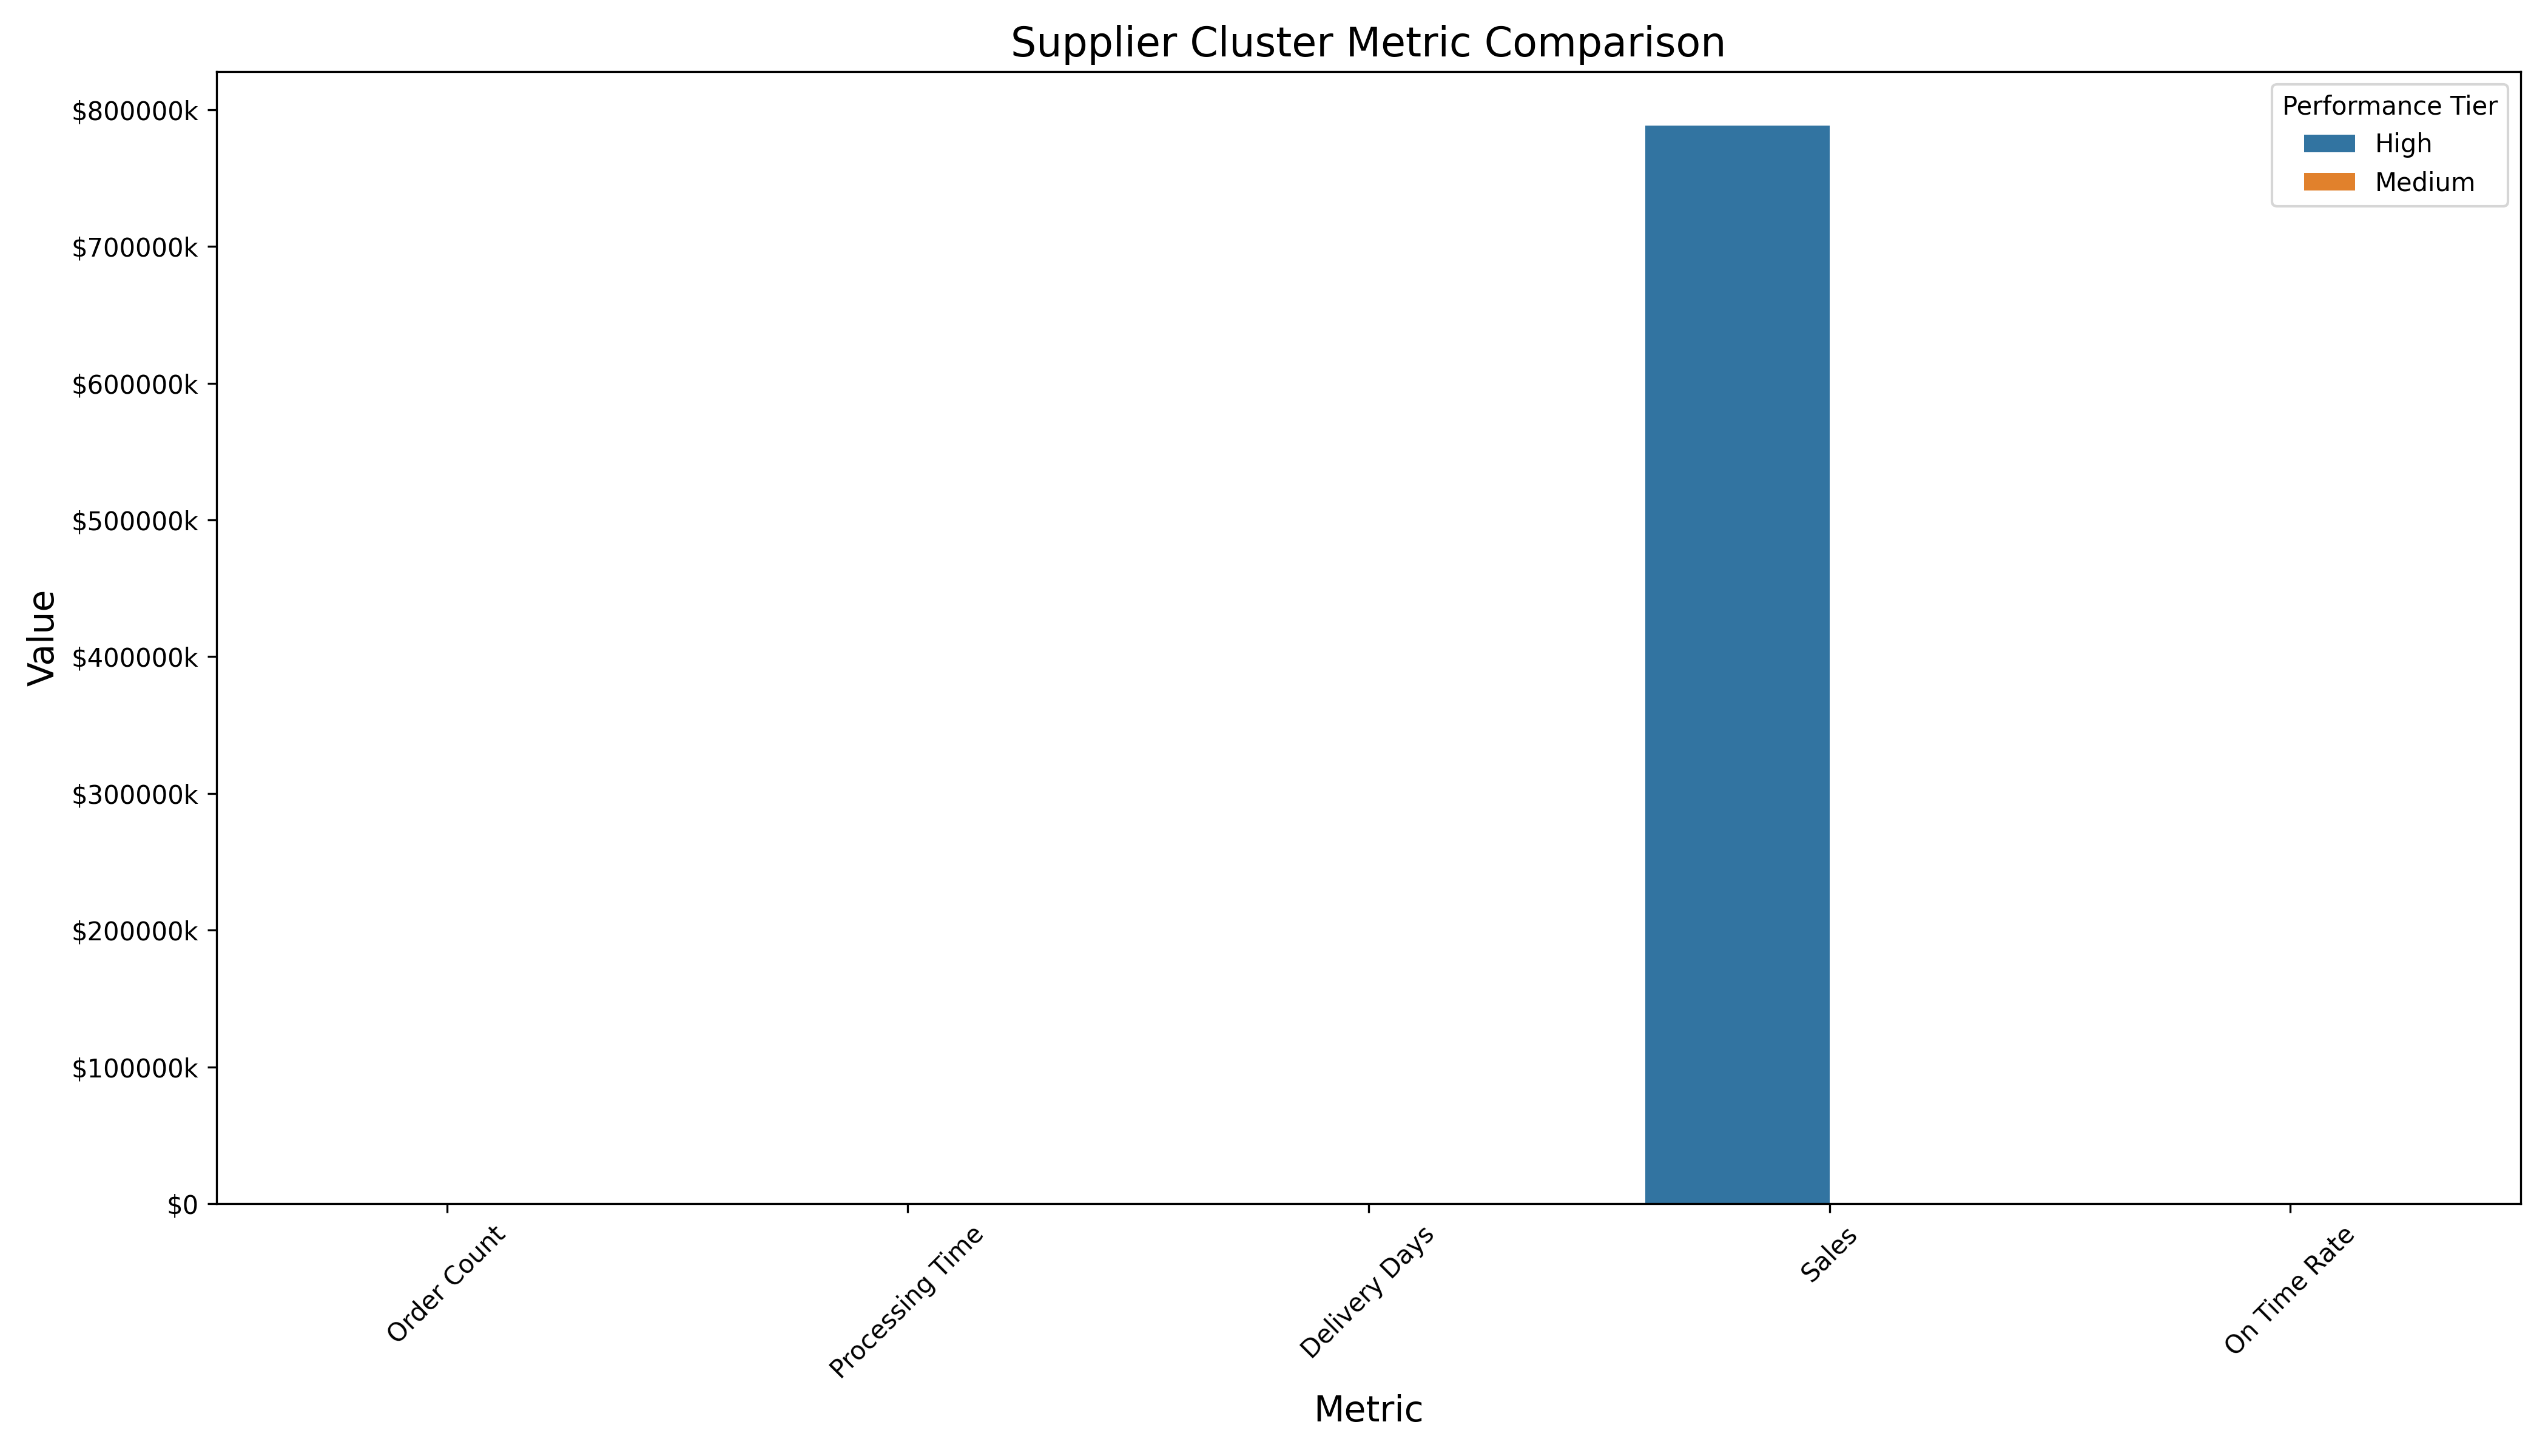 Supplier Cluster Metric Comparison
Performance Tier
High
Medium
Value
$800000k
$700000k
$600000k
$500000k
$400000k
$300000k
$200000k
$100000k
$0
Order Count
Processing Time
Delivery Days
Sales
On Time Rate
Metric